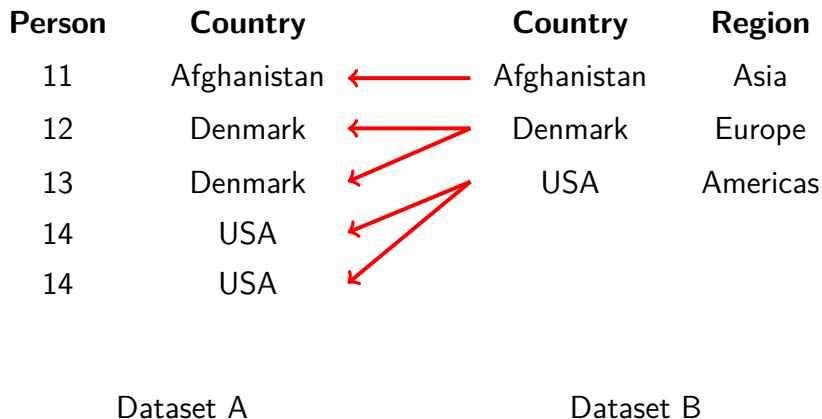 Person Country Country Region
11 Afghanistan Afghanistan Asia
12 Denmark Denmark Europe
13 Denmark USA Americas
14 USA
14 USA
Dataset A Dataset B